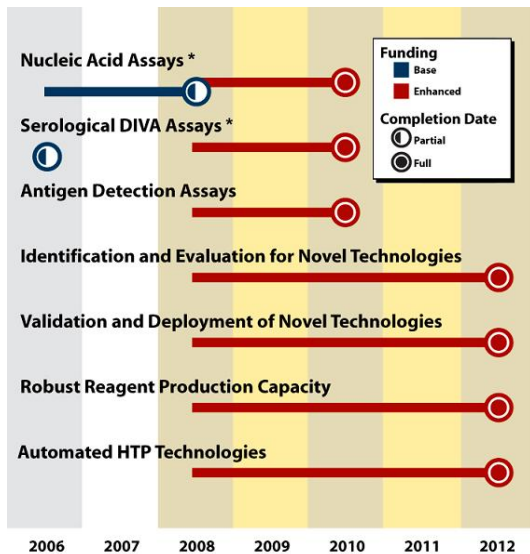 Nucleic Acid Assays *
Funding
Base
Enhanced
Completion Date
Partial
Full
Serological DIVA Assays *
Antigen Detection Assays
Identification and Evaluation for Novel Technologies
Validation and Deployment of Novel Technologies
Robust Reagent Production Capacity
Automated HTP Technologies
2006 2007 2008 2009 2010 2011 2012